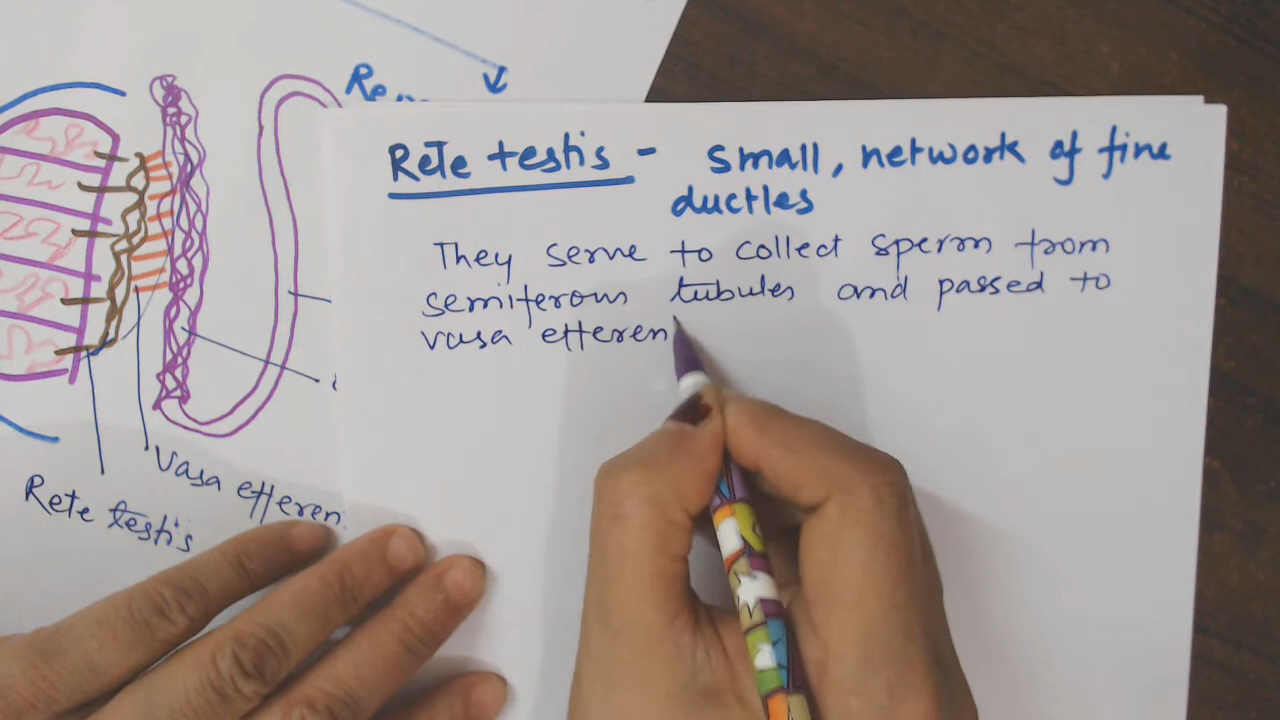 Rete testis - Small, network of fine
ductles
They serve to collect sperm from
semiferous tubules and passed to
vasa efferen
Vasa efferen
Rete testis